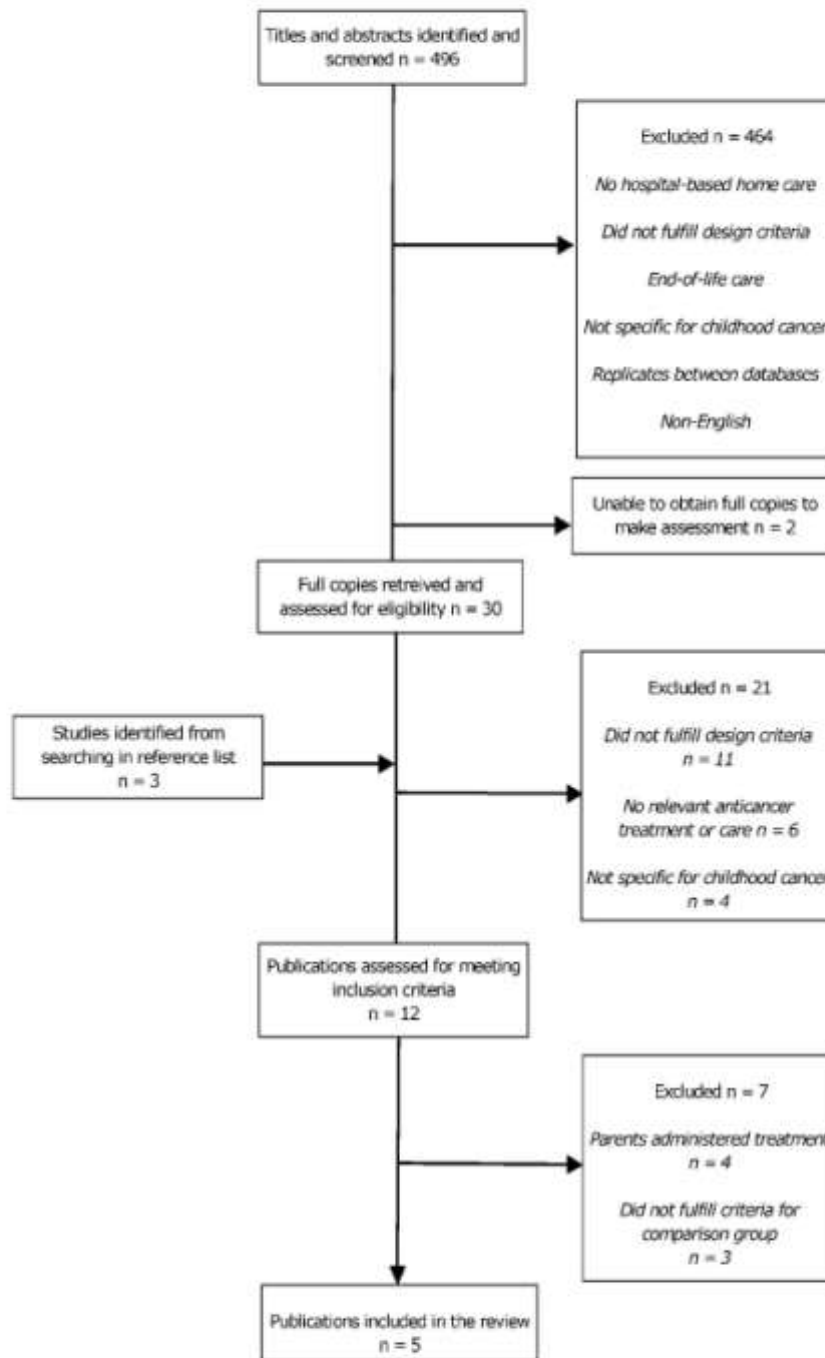 Titles and abstracts identified and
screened n = 496
Excluded n = 464
No hospital-based home care
Did not fulfill design criteria
End-of-life care
Not specific for childhood cancer
Replicates between databases
Non-English
Unable to obtain full copies to
make assessment n = 2
Full copies retreived and
assessed for eligibility n = 30
Excluded n = 21
Did not fulfill design criteria
n = 11
No relevant anticancer
treatment or care n = 6
Not specific for childhood cancer
n = 4
Studies identified from
searching in reference list
n = 3
Publications assessed for meeting
inclusion criteria
n = 12
Excluded n = 7
Parents administered treatment
n = 4
Did not fulfill criteria for
comparison group
n = 3
Publications included in the review
n = 5